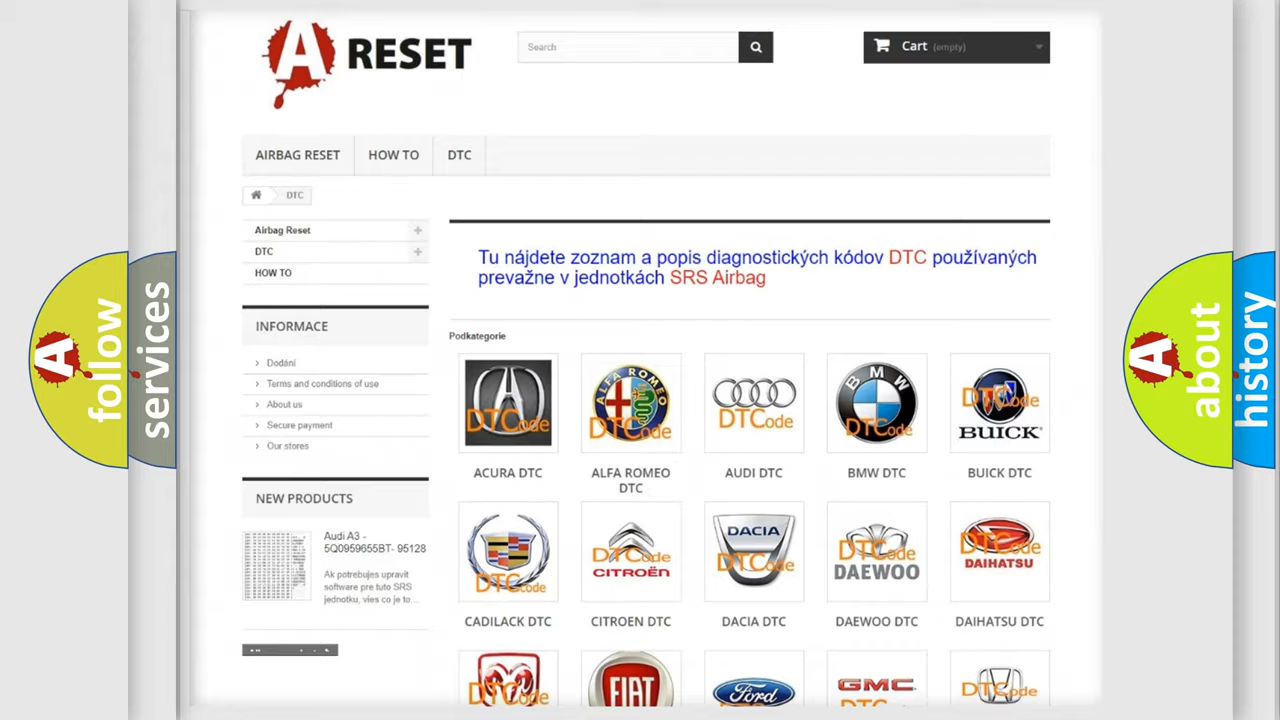 A RESET
Search
Cart (empty)
AIRBAG RESET
HOW TO
DTC
DTC
Airbag Reset
DTC
HOW TO
INFORMACE
Dodání
Terms and conditions of use
About us
Secure payment
Our stores
NEW PRODUCTS
Audi A3 -
5Q0959655BT- 95128
Ak potrebujes upravit
software pre tuto SRS
jednotku, vies co je to...
Tu nájdete zoznam a popis diagnostických kódov DTC používaných
prevažne v jednotkách SRS Airbag
Podkategorie
DTCode
ALFA ROMEO
DTCode
DTCode
BMW
DTCode
DTCode
BUICK
ACURA DTC
ALFA ROMEO
DTC
AUDI DTC
BMW DTC
BUICK DTC
DTCode
DTCode
CITROËN
DACIA
DTCode
DTCode
DAEWOO
DTCode
DAIHATSU
CADILACK DTC
CITROEN DTC
DACIA DTC
DAEWOO DTC
DAIHATSU DTC
DTCode
FIAT
Ford
GMC
DTCode
A follow
services
A about
history